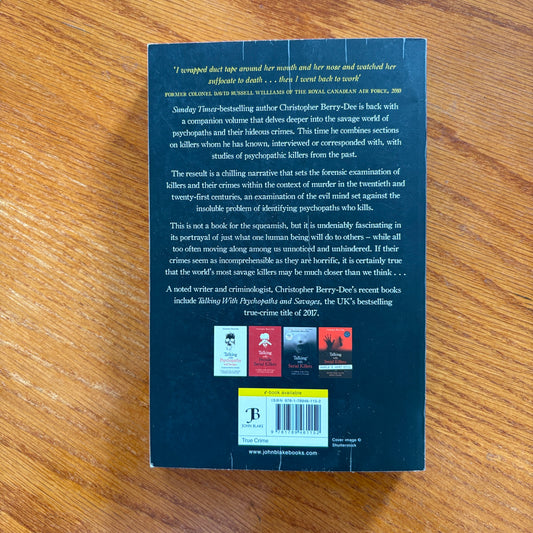 'I wrapped duct tape around her mouth and her nose and watched her
suffocate to death . . . then I went back to work'
FORMER COLONEL DAVID RUSSELL WILLIAMS OF THE ROYAL CANADIAN AIR FORCE, 2010
Sunday Times-bestselling author Christopher Berry-Dee is back with
a companion volume that delves deeper into the savage world of
psychopaths and their hideous crimes. This time he combines sections
on killers whom he has known, interviewed or corresponded with, with
studies of psychopathic killers from the past.
The reseult is a chilling narrative that sets the forensic examination of
killers and their crimes within the context of murder in the twentieth and
twenty-first centuries, an examination of the evil mind set against the
insoluble problem of identifying psychopaths who kills.
This is not a book for the squeamish, but it is undeniably fascinating in
its portrayal of just what one human being will do to others – while all
too often moving along among us unnoticed and unhindered. If their
crimes seem as incomprehensible as they are horrific, it is certainly true
that the world's most savage killers may be much closer than we think . . .
A noted writer and criminologist, Christopher Berry-Dee's recent books
include Talking With Psychopaths and Savages, the UK's bestselling
true-crime title of 2017.
Talking
Talking
Talking
Serial Killers
Talking
Serial Killers
e-book available
JB
JOHN BLAKE
True Crime
Cover image ©
Shutterstock
www.johnblakebooks.com